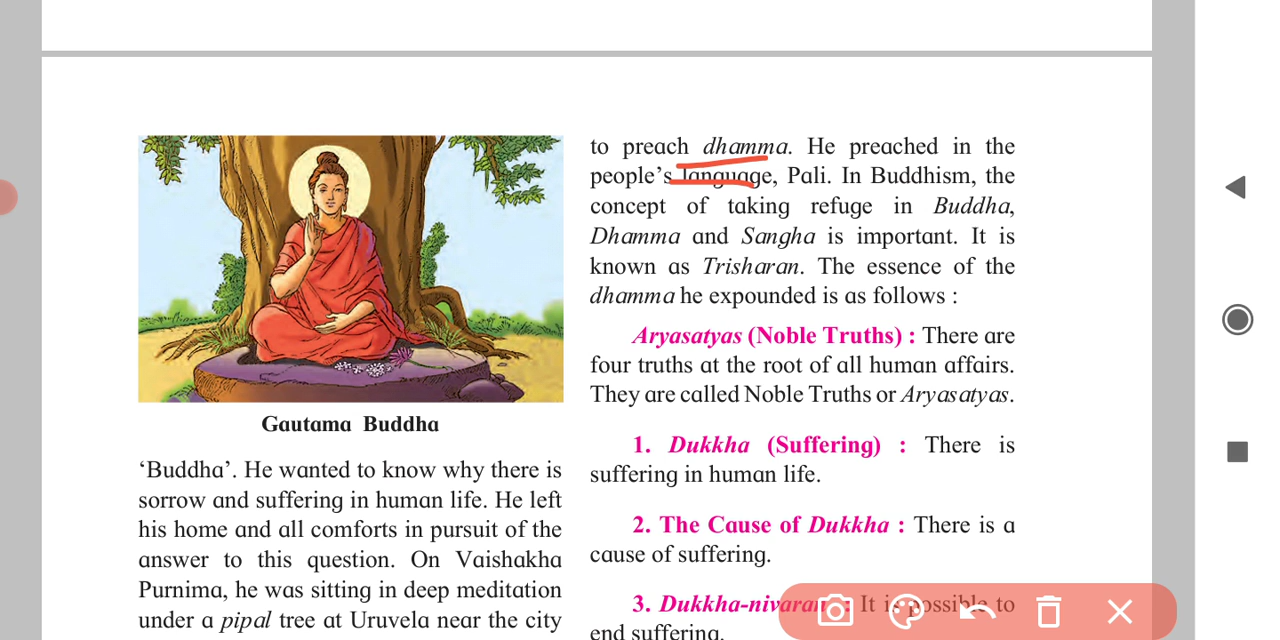 Gautama Buddha
‘Buddha’. He wanted to know why there is
sorrow and suffering in human life. He left
his home and all comforts in pursuit of the
answer to this question. On Vaishakha
Purnima, he was sitting in deep meditation
under a pipal tree at Uruvela near the city
to preach dhamma. He preached in the
people’s language, Pali. In Buddhism, the
concept of taking refuge in Buddha,
Dhamma and Sangha is important. It is
known as Trisharan. The essence of the
dhamma he expounded is as follows :
Aryasatyas (Noble Truths) : There are
four truths at the root of all human affairs.
They are called Noble Truths or Aryasatyas.
1. Dukkha (Suffering) : There is
suffering in human life.
2. The Cause of Dukkha : There is a
cause of suffering.
3. Dukkha-nivaran : It is possible to
end suffering.